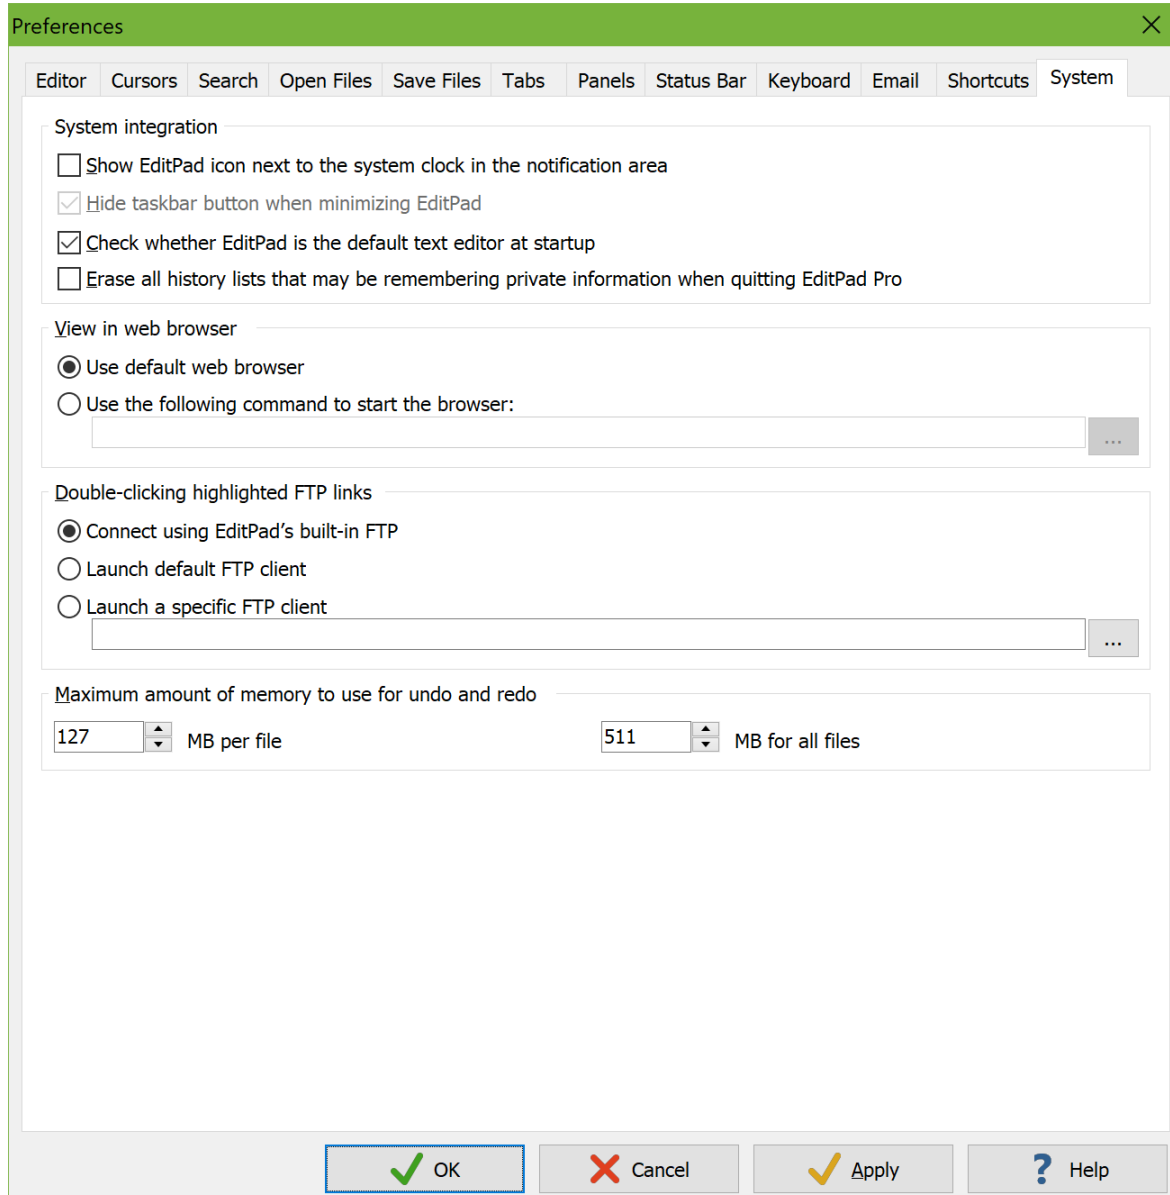 Preferences
Editor Cursors Search Open Files Save Files Tabs Panels Status Bar Keyboard Email Shortcuts System
System integration
Show EditPad icon next to the system clock in the notification area
Hide taskbar button when minimizing EditPad
Check whether EditPad is the default text editor at startup
Erase all history lists that may be remembering private information when quitting EditPad Pro
View in web browser
Use default web browser
Use the following command to start the browser:
...
Double-clicking highlighted FTP links
Connect using EditPad's built-in FTP
Launch default FTP client
Launch a specific FTP client
...
Maximum amount of memory to use for undo and redo
127 MB per file 511 MB for all files
OK Cancel Apply ? Help